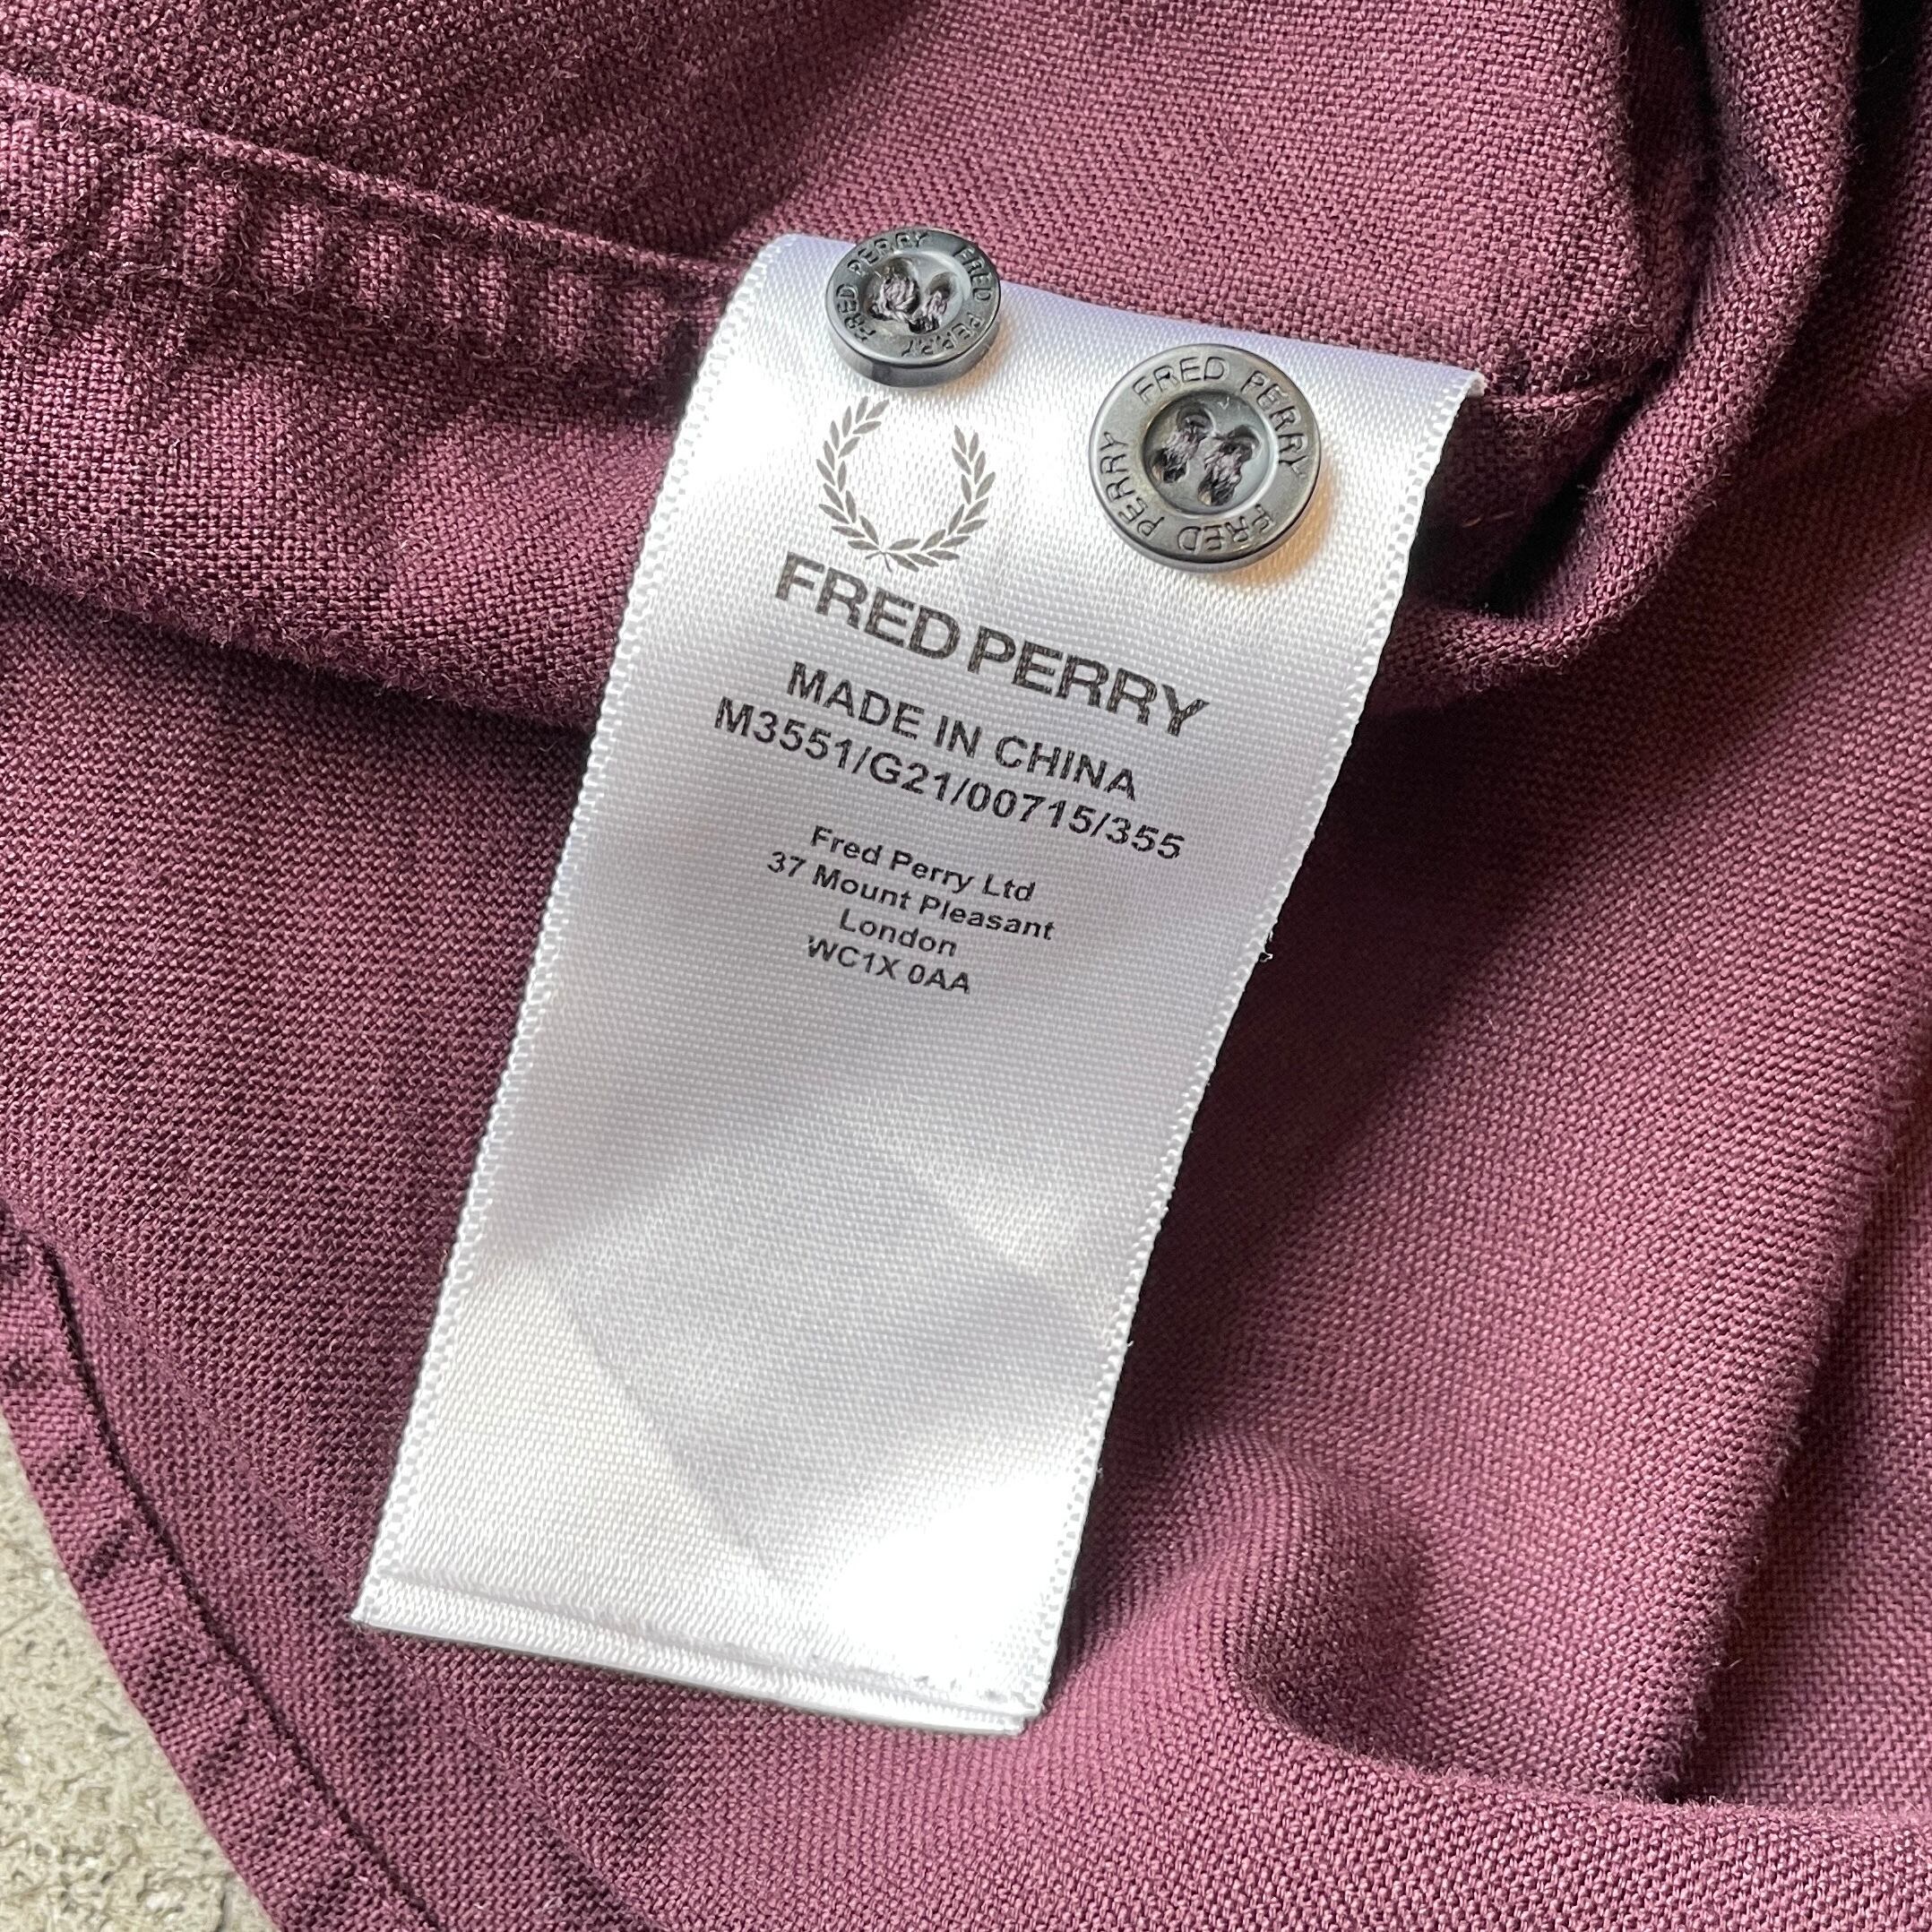 FRED PERRY FRED PERRY
FRED PERRY FRED PERRY
FRED PERRY
MADE IN CHINA
M3551/G21/00715/355
Fred Perry Ltd
37 Mount Pleasant
London
WC1X 0AA